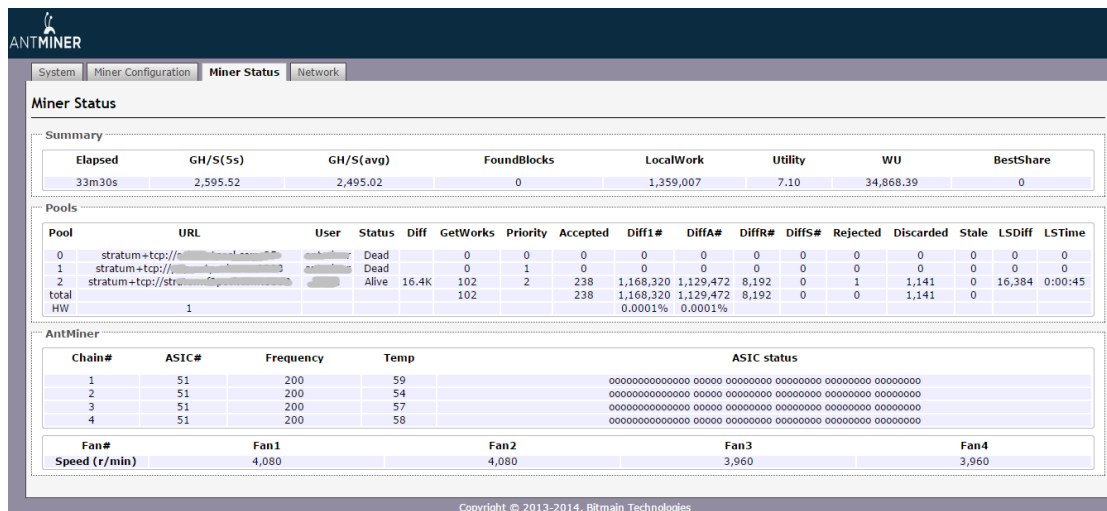 ANTMINER
System Miner Configuration Miner Status Network
Miner Status
Summary
Elapsed GH/S(5s) GH/S(avg) FoundBlocks LocalWork Utility WU BestShare
33m30s 2,595.52 2,495.02 0 1,359,007 7.10 34,868.39 0
Pools
Pool URL User Status Diff GetWorks Priority Accepted Diff1# DiffA# DiffR# DiffS# Rejected Discarded Stale LSDiff LSTime
0 stratum+tcp:// Dead 0 0 0 0 0 0 0 0 0 0 0 0
1 stratum+tcp:// Dead 0 1 0 0 0 0 0 0 0 0 0 0
2 stratum+tcp:// Alive 16.4K 102 2 238 1,168,320 1,129,472 8,192 0 1 1,141 0 16,384 0:00:45
total 102 238 1,168,320 1,129,472 8,192 0 1 1,141 0
HW 1 0.0001% 0.0001%
AntMiner
Chain# ASIC# Frequency Temp ASIC status
1 51 200 59 ooooooooooooo ooooo oooooooo oooooooo oooooooo oooooooo
2 51 200 54 ooooooooooooo ooooo oooooooo oooooooo oooooooo oooooooo
3 51 200 57 ooooooooooooo ooooo oooooooo oooooooo oooooooo oooooooo
4 51 200 58 ooooooooooooo ooooo oooooooo oooooooo oooooooo oooooooo
Fan# Fan1 Fan2 Fan3 Fan4
Speed (r/min) 4,080 4,080 3,960 3,960
Copyright © 2013-2014, Bitmain Technologies